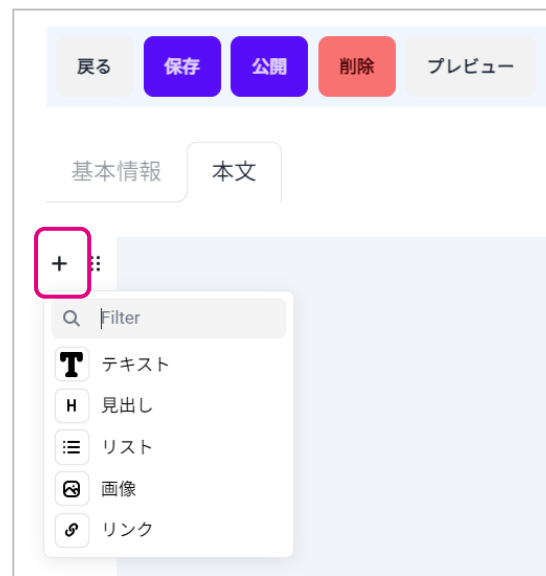 戻る 保存 公開 削除 プレビュー
基本情報 本文
+
Filter
T テキスト
H 見出し
リスト
画像
リンク